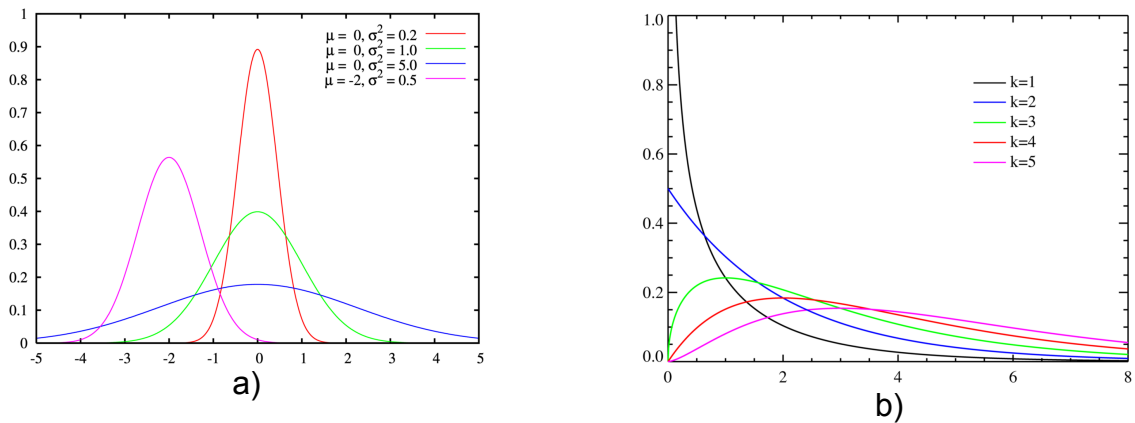 1
0.9
0.8
0.7
0.6
0.5
0.4
0.3
0.2
0.1
0
-5 -4 -3 -2 -1 0 1 2 3 4 5
μ = 0, σ² = 0.2
μ = 0, σ² = 1.0
μ = 0, σ² = 5.0
μ = -2, σ² = 0.5
a)
1.0
0.8
0.6
0.4
0.2
0.0
0 2 4 6 8
k=1
k=2
k=3
k=4
k=5
b)